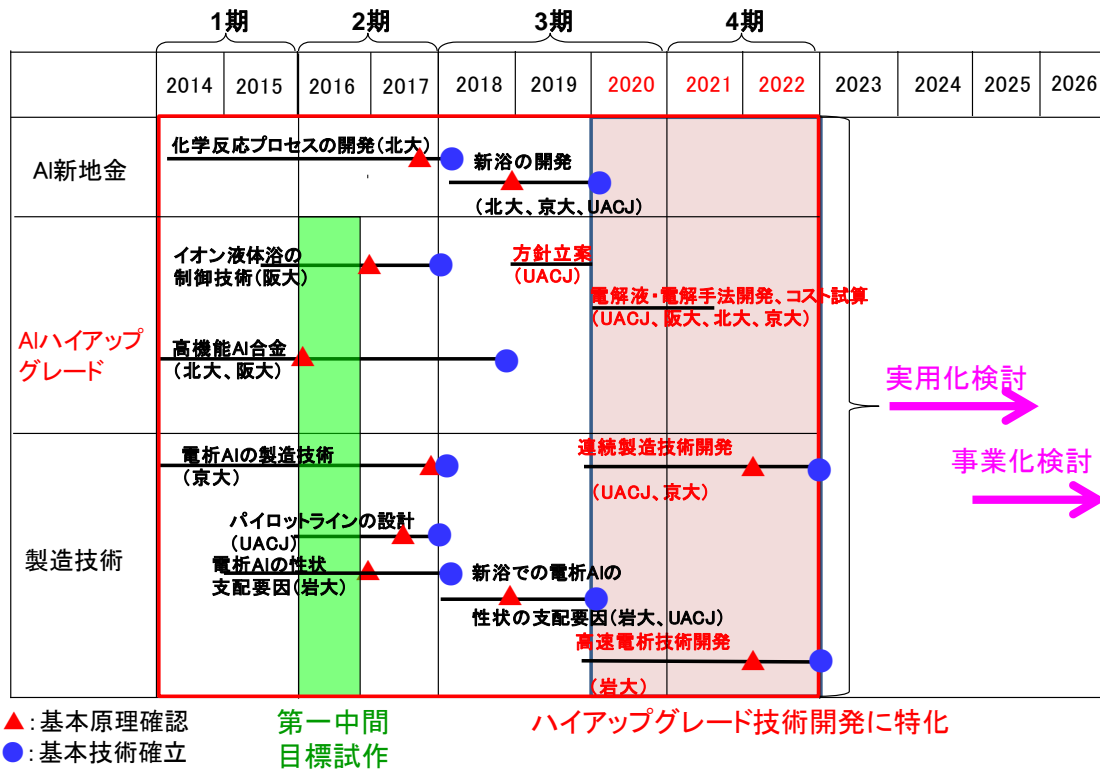 1期 2期 3期 4期
2014 2015 2016 2017 2018 2019 2020 2021 2022 2023 2024 2025 2026
Al新地金
化学反応プロセスの開発(北大)
新浴の開発
(北大、京大、UACJ)
Alハイアップ
グレード
イオン液体浴の
制御技術(阪大)
方針立案
(UACJ)
電解液・電解手法開発、コスト試算
(UACJ、阪大、北大、京大)
高機能Al合金
(北大、阪大)
実用化検討
事業化検討
製造技術
電析Alの製造技術
(京大)
連続製造技術開発
(UACJ、京大)
パイロットラインの設計
(UACJ)
電析Alの性状
支配要因(岩大)
新浴での電析Alの
性状の支配要因(岩大、UACJ)
高速電析技術開発
(岩大)
▲:基本原理確認
●:基本技術確立
第一中間
目標試作
ハイアップグレード技術開発に特化